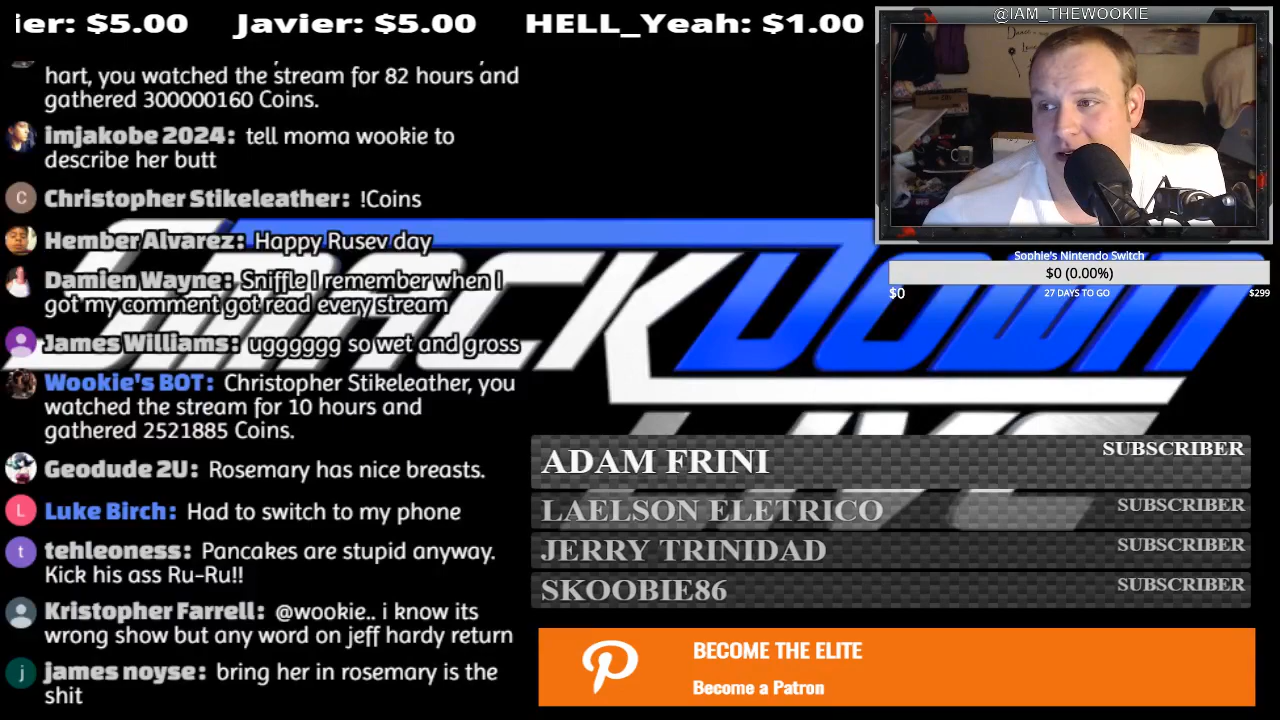 ier: $5.00 Javier: $5.00 HELL_Yeah: $1.00
@IAM_THEWOOKIE
hart, you watched the stream for 82 hours and
gathered 300000160 Coins.
imjakobe 2024: tell moma wookie to
describe her butt
Christopher Stikeleather: !Coins
Hember Alvarez: Happy Rusev day
Damien Wayne: Sniffle I remember when I
got my comment got read every stream
James Williams: ugggggg so wet and gross
Wookie's BOT: Christopher Stikeleather, you
watched the stream for 10 hours and
gathered 2521885 Coins.
Geodude 2U: Rosemary has nice breasts.
Luke Birch: Had to switch to my phone
tehleoness: Pancakes are stupid anyway.
Kick his ass Ru-Ru!!
Kristopher Farrell: @wookie.. i know its
wrong show but any word on jeff hardy return
james noyse: bring her in rosemary is the
shit
SMACKDOWN
LIVE
Sophie's Nintendo Switch
$0 (0.00%)
$0 27 DAYS TO GO $299
ADAM FRINI SUBSCRIBER
LAELSON ELETRICO SUBSCRIBER
JERRY TRINIDAD SUBSCRIBER
SKOOBIE86 SUBSCRIBER
BECOME THE ELITE
Become a Patron